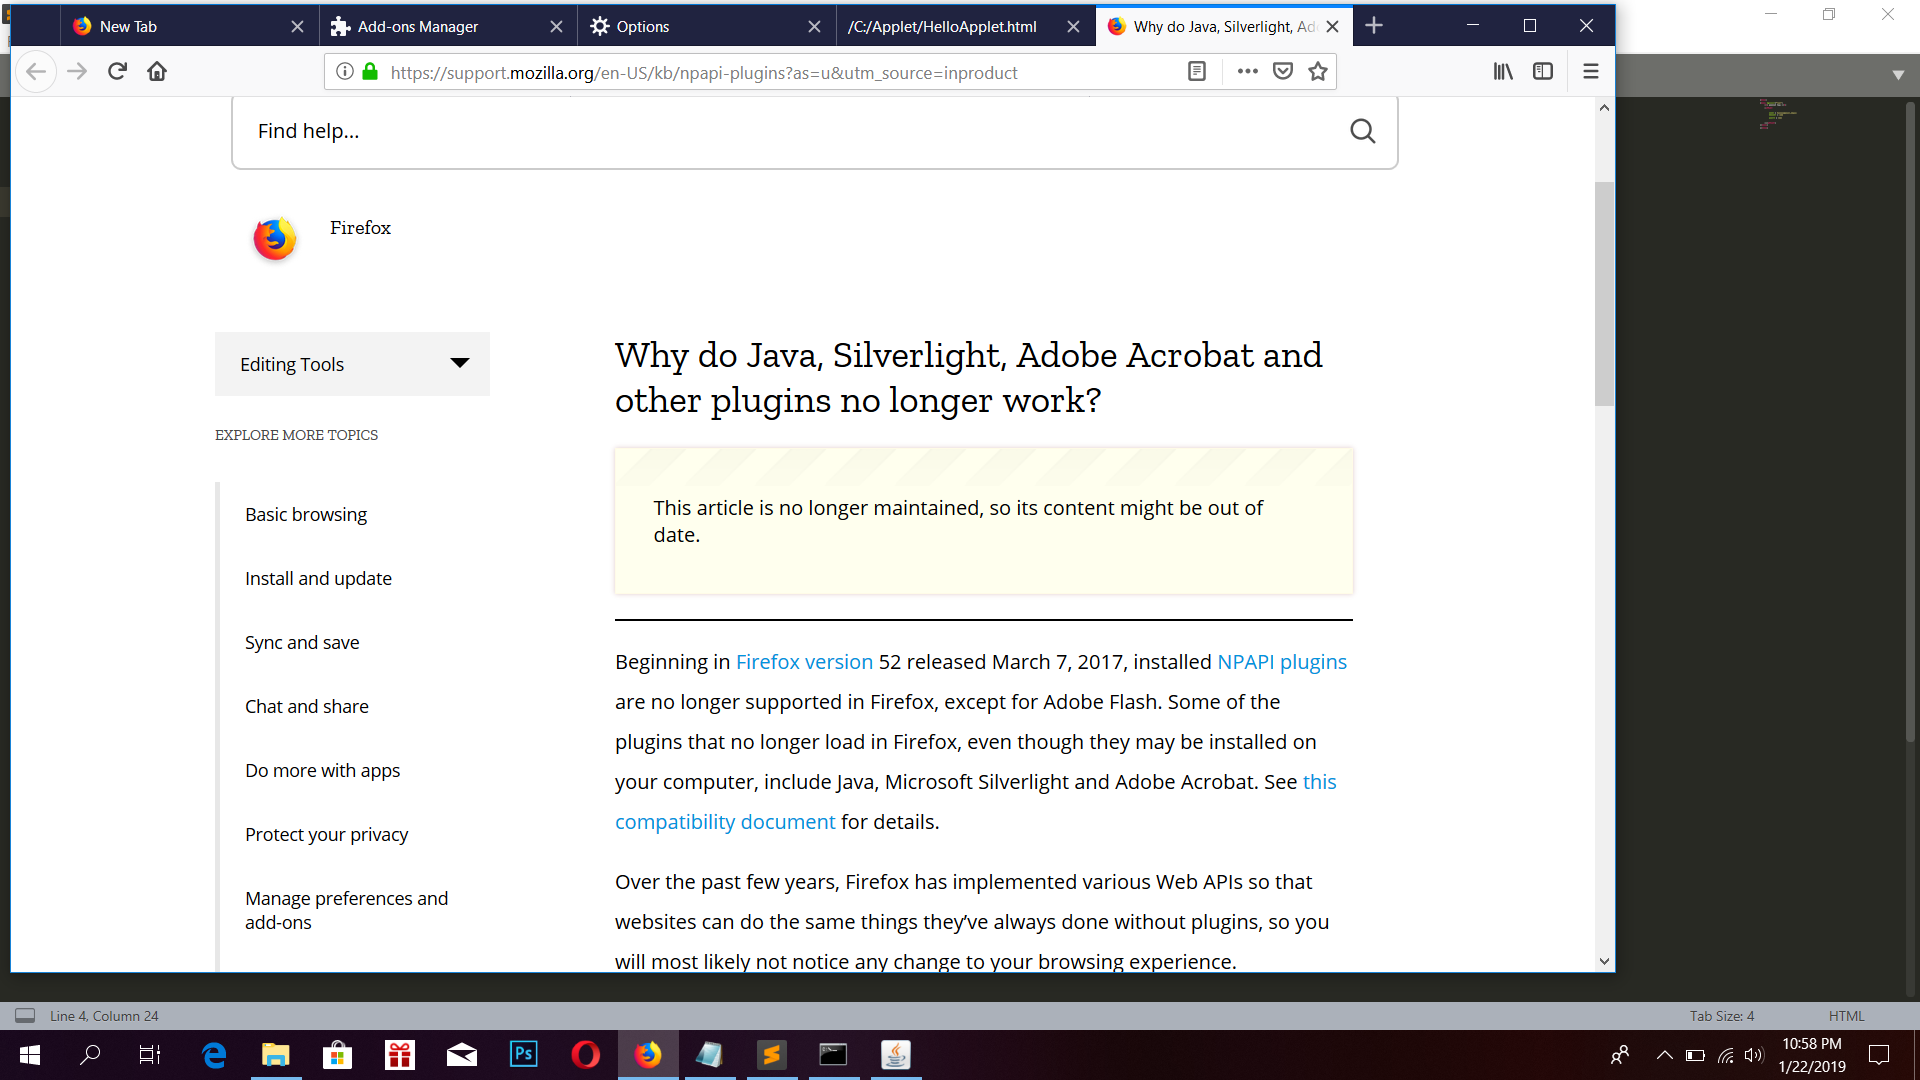 New Tab
Add-ons Manager
Options
/C:/Applet/HelloApplet.html
Why do Java, Silverlight, Ad
https://support.mozilla.org/en-US/kb/npapi-plugins?as=u&utm_source=inproduct
Find help...
Firefox
Editing Tools
EXPLORE MORE TOPICS
Basic browsing
Install and update
Sync and save
Chat and share
Do more with apps
Protect your privacy
Manage preferences and
add-ons
Why do Java, Silverlight, Adobe Acrobat and
other plugins no longer work?
This article is no longer maintained, so its content might be out of
date.
Beginning in Firefox version 52 released March 7, 2017, installed NPAPI plugins
are no longer supported in Firefox, except for Adobe Flash. Some of the
plugins that no longer load in Firefox, even though they may be installed on
your computer, include Java, Microsoft Silverlight and Adobe Acrobat. See this
compatibility document for details.
Over the past few years, Firefox has implemented various Web APIs so that
websites can do the same things they’ve always done without plugins, so you
will most likely not notice any change to your browsing experience.
Line 4, Column 24
Tab Size: 4
HTML
Ps
10:58 PM
1/22/2019